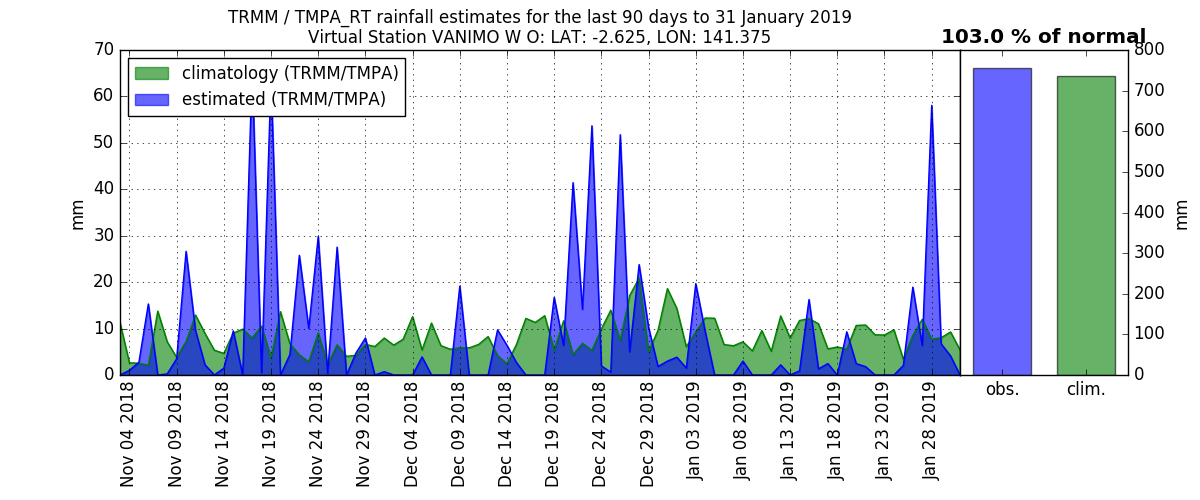 TRMM / TMPA_RT rainfall estimates for the last 90 days to 31 January 2019
Virtual Station VANIMO W O: LAT: -2.625, LON: 141.375
103.0 % of normal
climatology (TRMM/TMPA)
estimated (TRMM/TMPA)
70
60
50
40
30
20
10
0
mm
Nov 04 2018
Nov 09 2018
Nov 14 2018
Nov 19 2018
Nov 24 2018
Nov 29 2018
Dec 04 2018
Dec 09 2018
Dec 14 2018
Dec 19 2018
Dec 24 2018
Dec 29 2018
Jan 03 2019
Jan 08 2019
Jan 13 2019
Jan 18 2019
Jan 23 2019
Jan 28 2019
800
700
600
500
400
300
200
100
0
mm
obs.
clim.